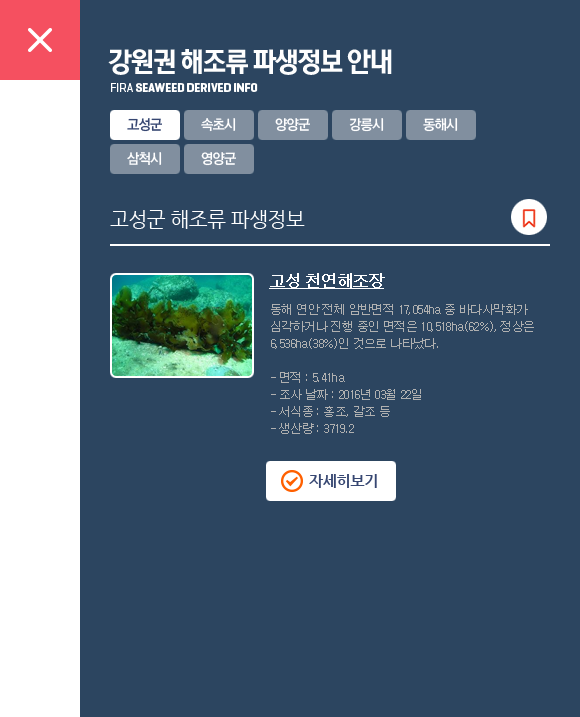 강원권 해조류 파생정보 안내
FIRA SEAWEED DERIVED INFO
고성군 속초시 양양군 강릉시 동해시
삼척시 영양군
고성군 해조류 파생정보
고성 천연해조장
동해 연안 전체 암반면적 17,054ha 중 바다사막화가
심각하거나 진행 중인 면적은 10,518ha(62%), 정상은
6,536ha(38%)인 것으로 나타났다.
- 면적 : 5.41ha
- 조사 날짜 : 2016년 03월 22일
- 서식종 : 홍조, 갈조 등
- 생산량 : 3719.2
자세히보기